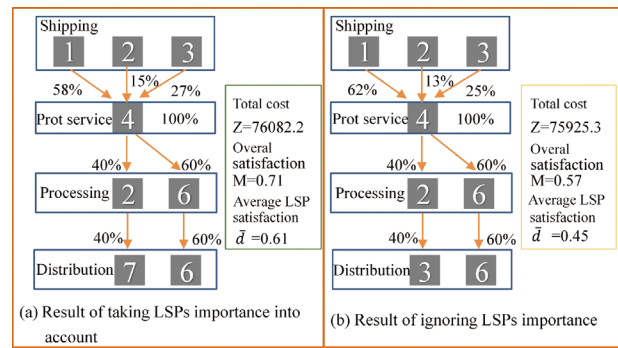 Shipping
1 2 3
58% 15% 27%
Prot service 4 100%
40% 60%
Processing 2 6
40% 60%
Distribution 7 6
Total cost
Z=76082.2
Overal
satisfaction
M=0.71
Average LSP
satisfaction
d̄ =0.61
(a) Result of taking LSPs importance into
account
Shipping
1 2 3
62% 13% 25%
Prot service 4 100%
40% 60%
Processing 2 6
40% 60%
Distribution 3 6
Total cost
Z=75925.3
Overal
satisfaction
M=0.57
Average LSP
satisfaction
d̄ =0.45
(b) Result of ignoring LSPs importance